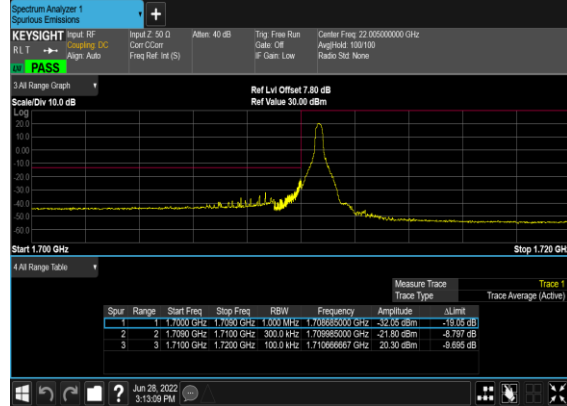 Spectrum Analyzer 1
Spurious Emissions
KEYSIGHT Input: RF Input Z: 50 Ω Atten: 40 dB Trig: Free Run Center Freq: 22.005000000 GHz
RLT Coupling: DC Corr CCorr Gate: Off Avg|Hold: 100/100
Align: Auto Freq Ref: Int (S) IF Gain: Low Radio Std: None
LW PASS
3 All Range Graph
Ref Lvl Offset 7.80 dB
Scale/Div 10.0 dB Ref Value 30.00 dBm
Log
20.0
10.0
0.00
-10.0
-20.0
-30.0
-40.0
-50.0
-60.0
Start 1.700 GHz Stop 1.720 GHz
4 All Range Table
Measure Trace Trace 1
Trace Type Trace Average (Active)
Spur Range Start Freq Stop Freq RBW Frequency Amplitude ΔLimit
1 1 1.7000 GHz 1.7090 GHz 1.000 MHz 1.708685000 GHz -32.05 dBm -19.05 dB
2 2 1.7090 GHz 1.7100 GHz 300.0 kHz 1.709985000 GHz -21.80 dBm -8.797 dB
3 3 1.7100 GHz 1.7200 GHz 100.0 kHz 1.710666667 GHz 20.30 dBm -9.695 dB
Jun 28, 2022
3:13:09 PM